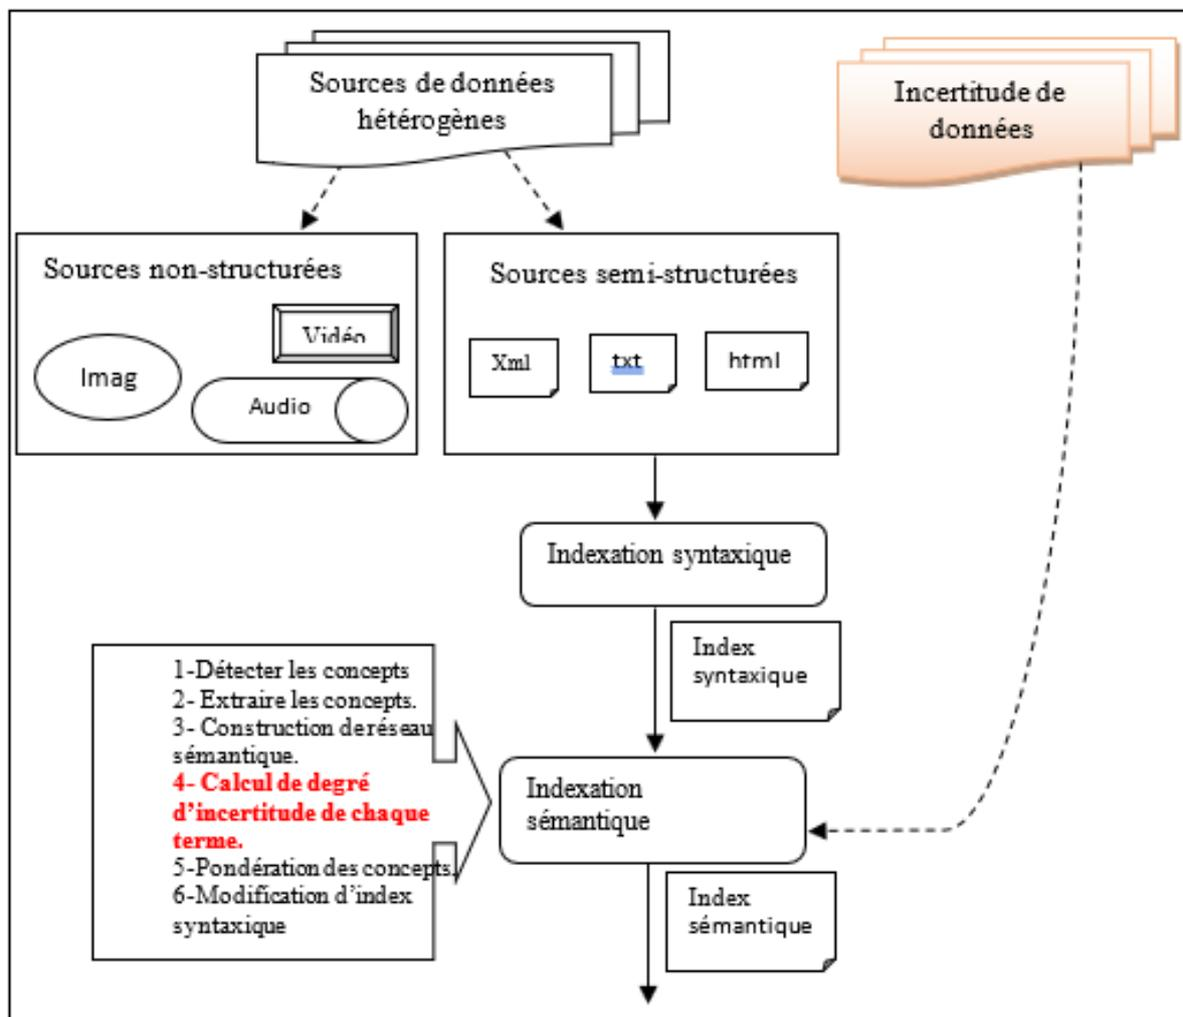 Sources de données
hétérogènes
Incertitude de
données
Sources non-structurées
Vidéo
Imag
Audio
Sources semi-structurées
Xml
txt
html
Indexation syntaxique
Index
syntaxique
1-Détecter les concepts
2- Extraire les concepts.
3- Construction de réseau
sémantique.
4- Calcul de degré
d'incertitude de chaque
terme.
5-Pondération des concepts.
6-Modification d'index
syntaxique
Indexation
sémantique
Index
sémantique